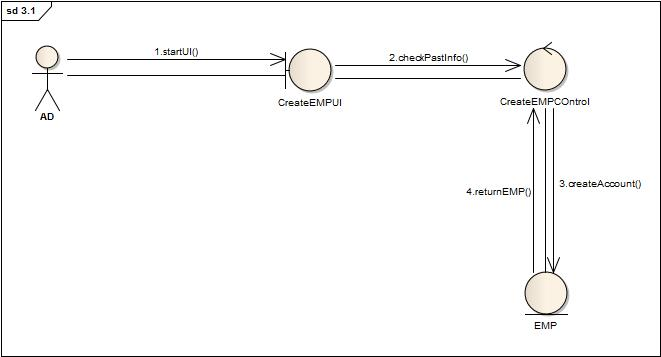 sd 3.1
1.startUI()
2.checkPastInfo()
AD
CreateEMPUI
CreateEMPCOntrol
4.returnEMP()
3.createAccount()
EMP